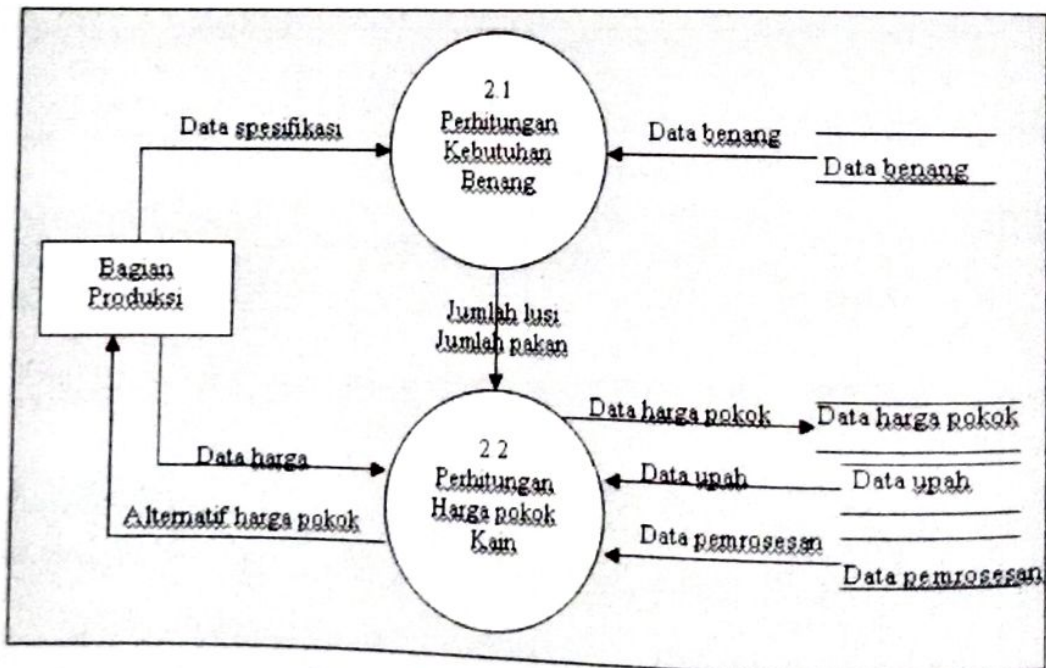 2.1
Perhitungan
Kebutuhan
Benang
Data spesifikasi
Data benang
Data benang
Bagian
Produksi
Jumlah lusi
Jumlah pakan
Data harga pokok
Data harga pokok
2.2
Perhitungan
Harga pokok
Kain
Data harga
Data upah
Data upah
Alternatif harga pokok
Data pemrosesan
Data pemrosesan